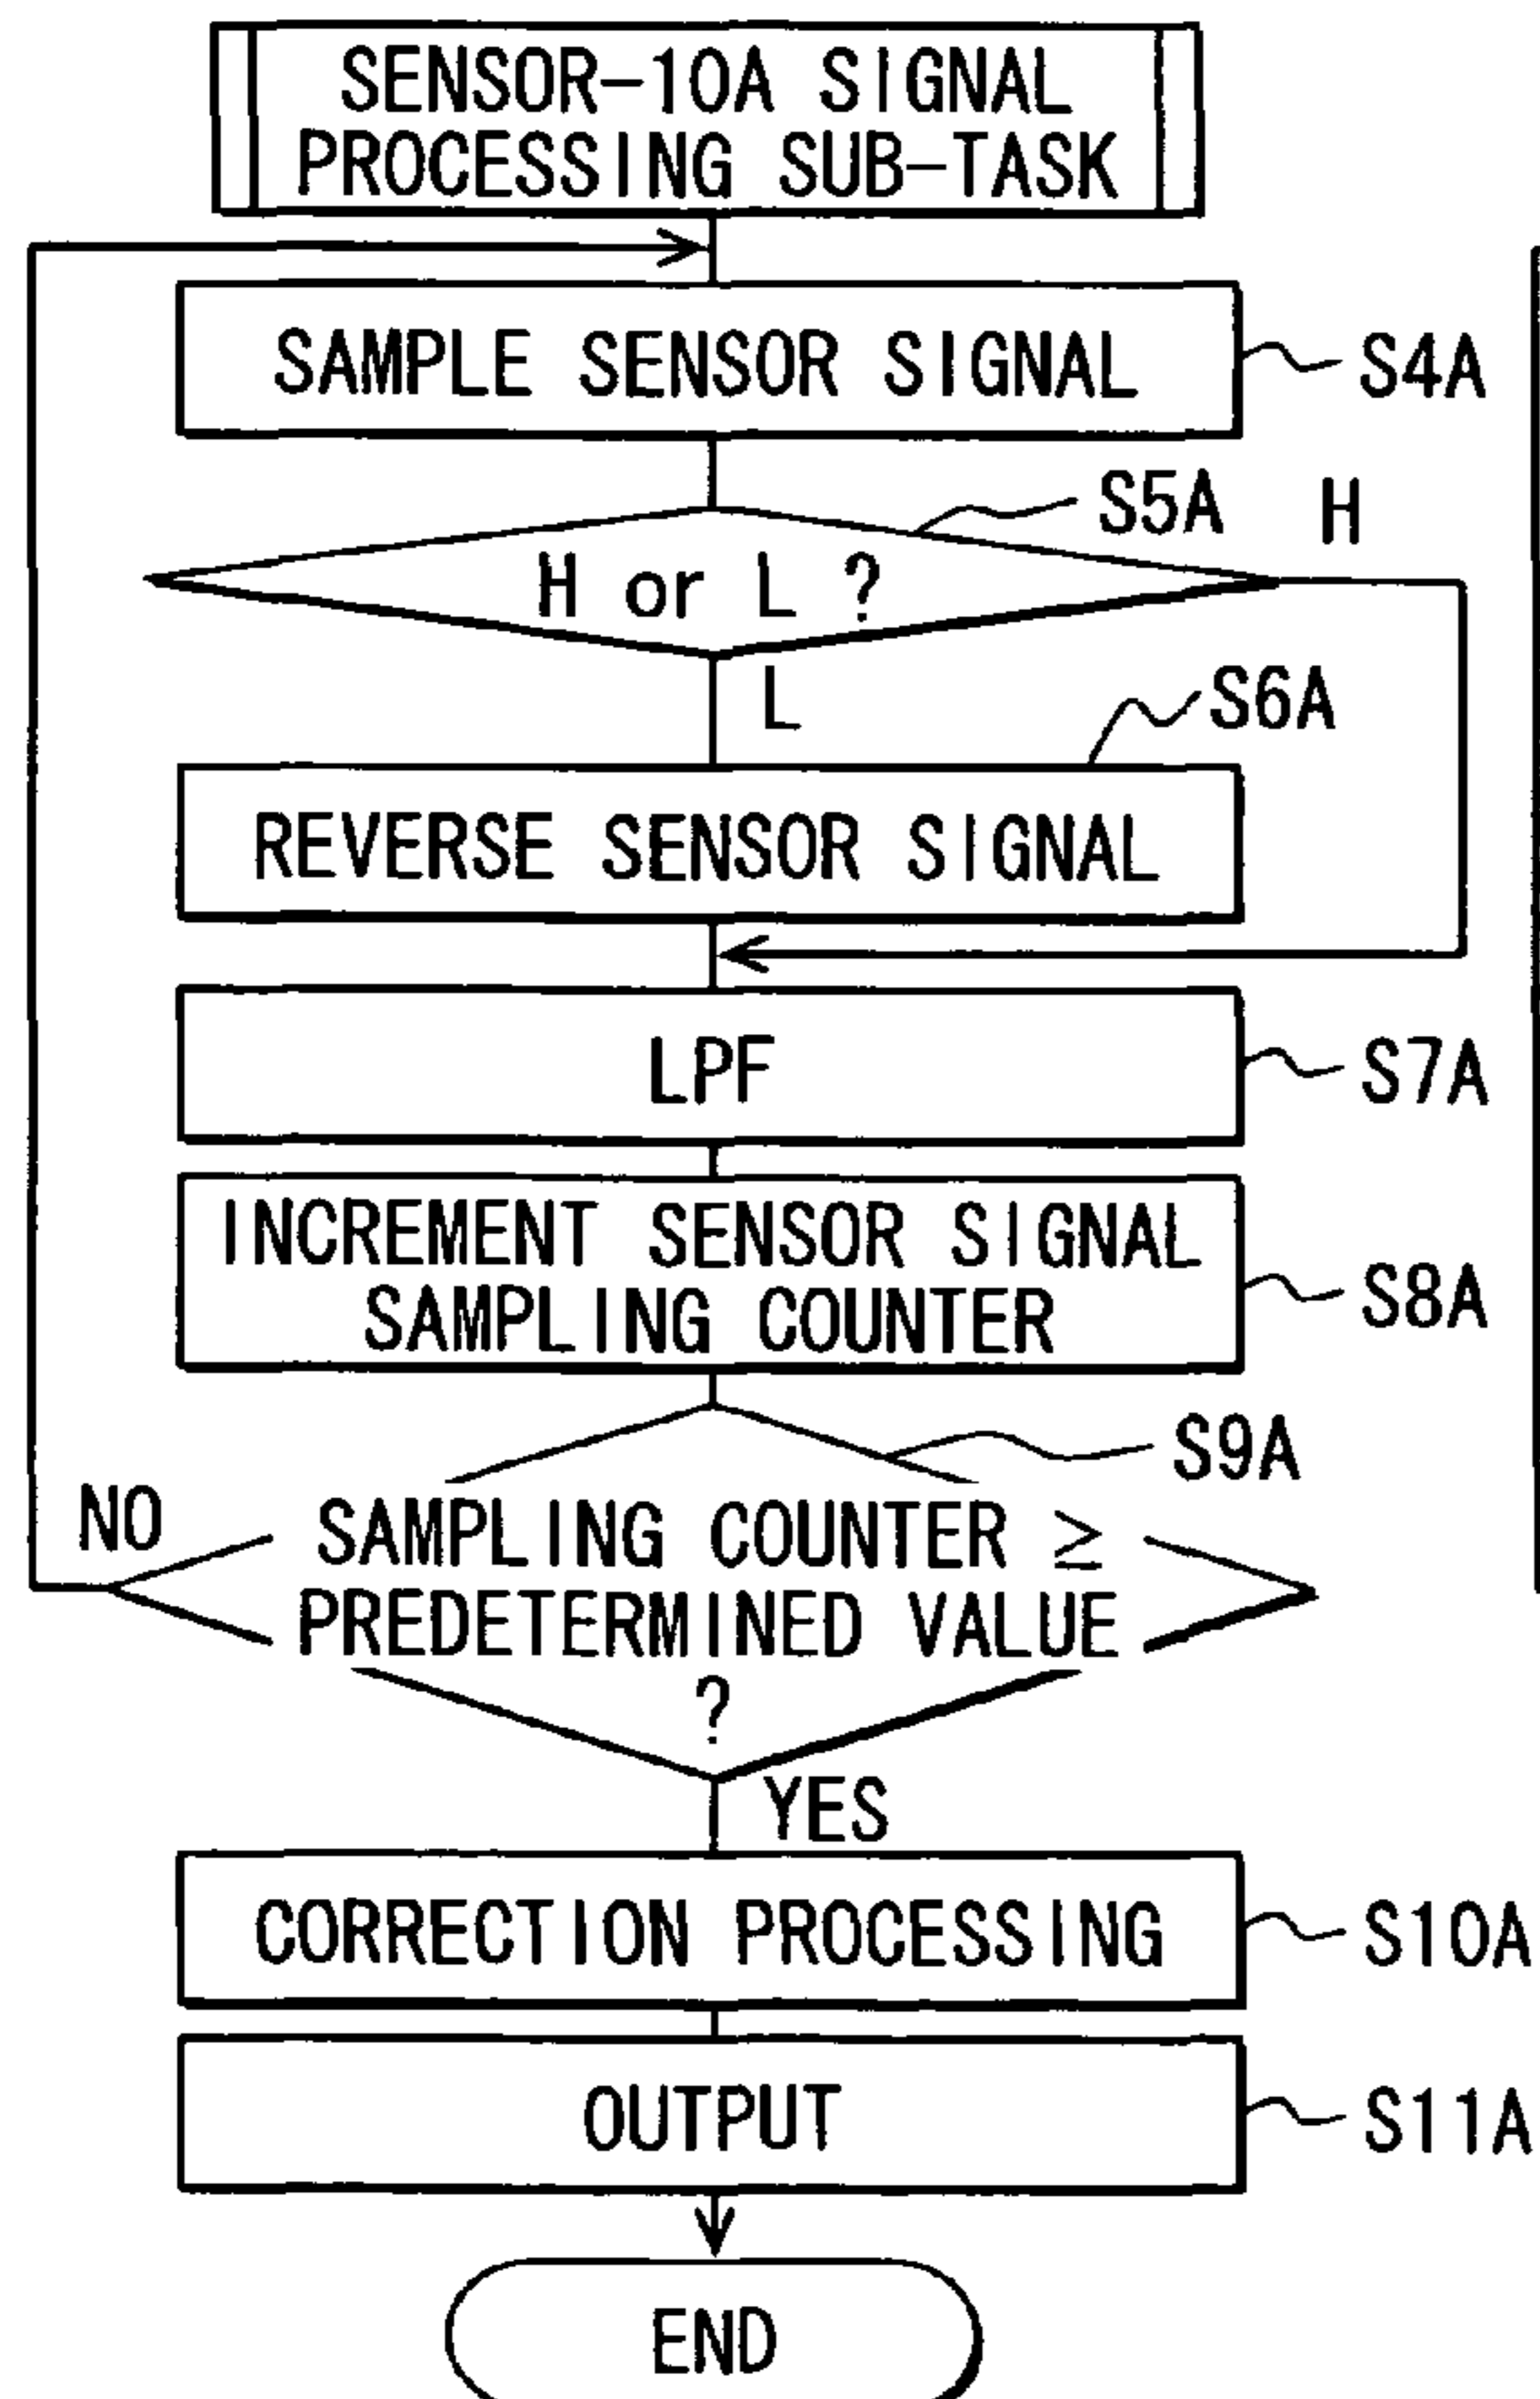 SENSOR-10A SIGNAL
PROCESSING SUB-TASK
SAMPLE SENSOR SIGNAL
S4A
S5A
H
H or L ?
L
S6A
REVERSE SENSOR SIGNAL
LPF
S7A
INCREMENT SENSOR SIGNAL
SAMPLING COUNTER
S8A
S9A
NO
SAMPLING COUNTER ≧
PREDETERMINED VALUE
?
YES
CORRECTION PROCESSING
S10A
OUTPUT
S11A
END